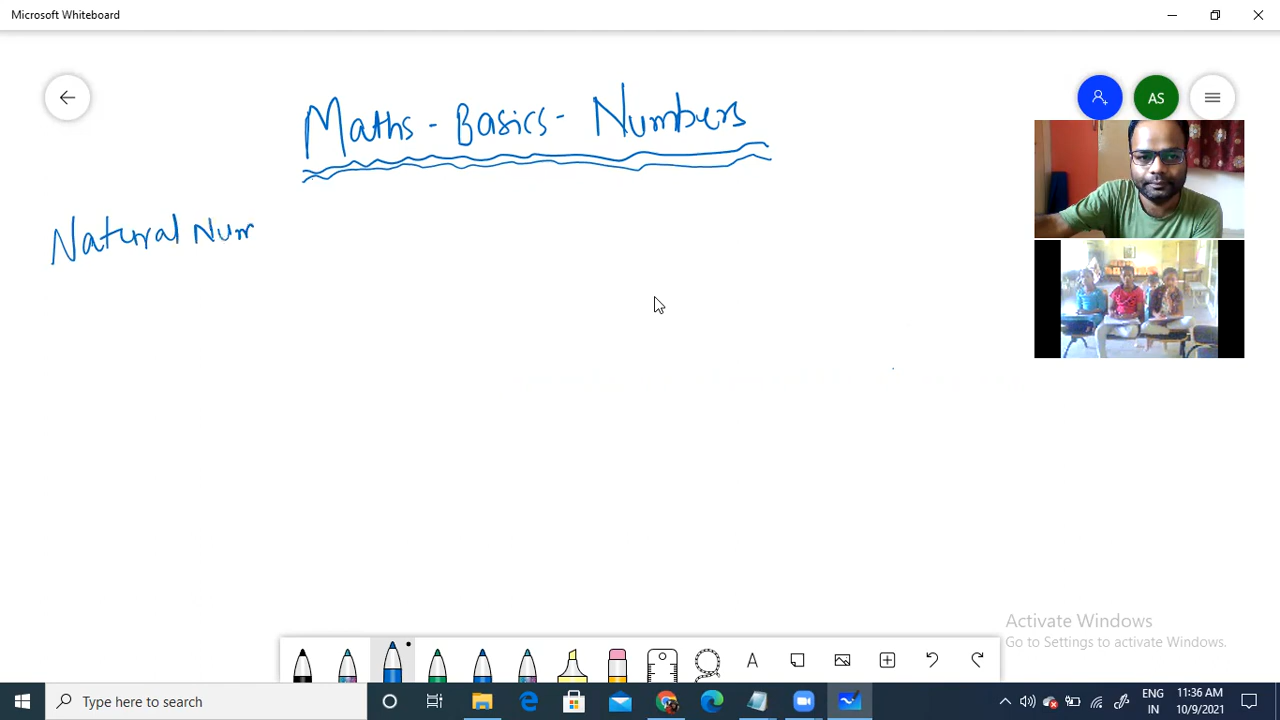 Microsoft Whiteboard
Maths - Basics - Numbers
AS
Natural Num
Activate Windows
Go to Settings to activate Windows.
A
Type here to search
ENG
IN
11:36 AM
10/9/2021